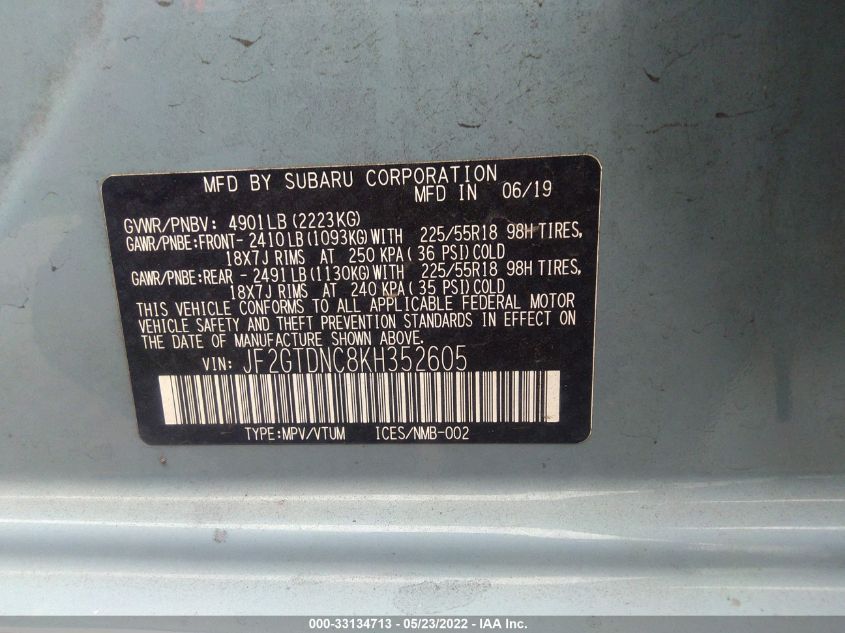 MFD BY SUBARU CORPORATION
MFD IN 06/19
GVWR/PNBV: 4901LB(2223KG)
GAWR/PNBE:FRONT- 2410LB(1093KG)WITH 225/55R18 98H TIRES,
18X7J RIMS AT 250 KPA( 36 PSI)COLD
GAWR/PNBE:REAR - 2491LB(1130KG)WITH 225/55R18 98H TIRES,
18X7J RIMS AT 240 KPA( 35 PSI)COLD
THIS VEHICLE CONFORMS TO ALL APPLICABLE FEDERAL MOTOR
VEHICLE SAFETY AND THEFT PREVENTION STANDARDS IN EFFECT ON
THE DATE OF MANUFACTURE SHOWN ABOVE.
VIN: JF2GTDNC8KH352605
TYPE:MPV/VTUM ICES/NMB-002
000-33134713 - 05/23/2022 - IAA Inc.